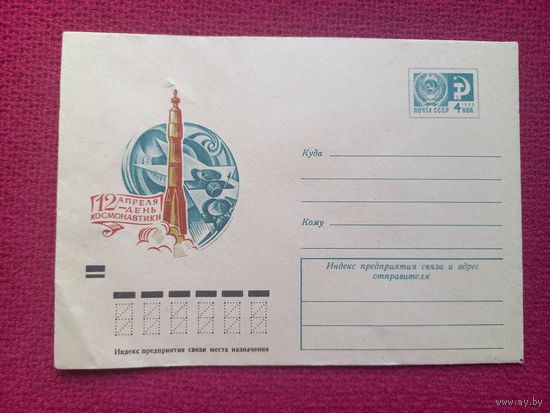 12 АПРЕЛЯ
–ДЕНЬ
КОСМОНАВТИКИ
ПОЧТА СССР
4 КОП.
Куда
Кому
Индекс предприятия связи и адрес
отправителя
Индекс предприятия связи места назначения
www.ay.by